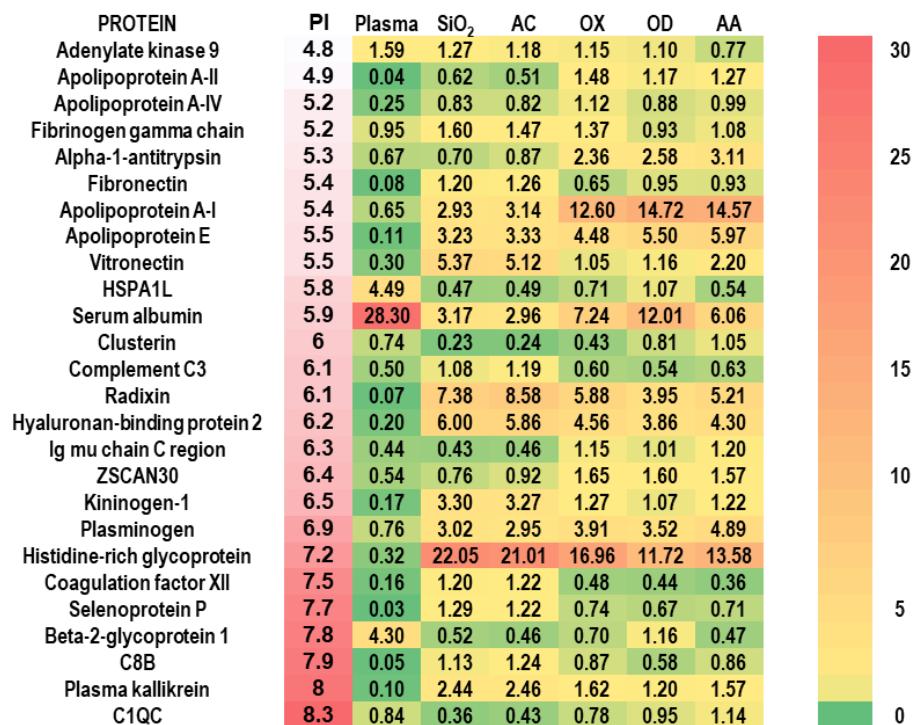 PROTEIN PI Plasma SiO₂ AC OX OD AA
Adenylate kinase 9 4.8 1.59 1.27 1.18 1.15 1.10 0.77
Apolipoprotein A-II 4.9 0.04 0.62 0.51 1.48 1.17 1.27
Apolipoprotein A-IV 5.2 0.25 0.83 0.82 1.12 0.88 0.99
Fibrinogen gamma chain 5.2 0.95 1.60 1.47 1.37 0.93 1.08
Alpha-1-antitrypsin 5.3 0.67 0.70 0.87 2.36 2.58 3.11
Fibronectin 5.4 0.08 1.20 1.26 0.65 0.95 0.93
Apolipoprotein A-I 5.4 0.65 2.93 3.14 12.60 14.72 14.57
Apolipoprotein E 5.5 0.11 3.23 3.33 4.48 5.50 5.97
Vitronectin 5.5 0.30 5.37 5.12 1.05 1.16 2.20
HSPA1L 5.8 4.49 0.47 0.49 0.71 1.07 0.54
Serum albumin 5.9 28.30 3.17 2.96 7.24 12.01 6.06
Clusterin 6 0.74 0.23 0.24 0.43 0.81 1.05
Complement C3 6.1 0.50 1.08 1.19 0.60 0.54 0.63
Radixin 6.1 0.07 7.38 8.58 5.88 3.95 5.21
Hyaluronan-binding protein 2 6.2 0.20 6.00 5.86 4.56 3.86 4.30
Ig mu chain C region 6.3 0.44 0.43 0.46 1.15 1.01 1.20
ZSCAN30 6.4 0.54 0.76 0.92 1.65 1.60 1.57
Kininogen-1 6.5 0.17 3.30 3.27 1.27 1.07 1.22
Plasminogen 6.9 0.76 3.02 2.95 3.91 3.52 4.89
Histidine-rich glycoprotein 7.2 0.32 22.05 21.01 16.96 11.72 13.58
Coagulation factor XII 7.5 0.16 1.20 1.22 0.48 0.44 0.36
Selenoprotein P 7.7 0.03 1.29 1.22 0.74 0.67 0.71
Beta-2-glycoprotein 1 7.8 4.30 0.52 0.46 0.70 1.16 0.47
C8B 7.9 0.05 1.13 1.24 0.87 0.58 0.86
Plasma kallikrein 8 0.10 2.44 2.46 1.62 1.20 1.57
C1QC 8.3 0.84 0.36 0.43 0.78 0.95 1.14
30
25
20
15
10
5
0